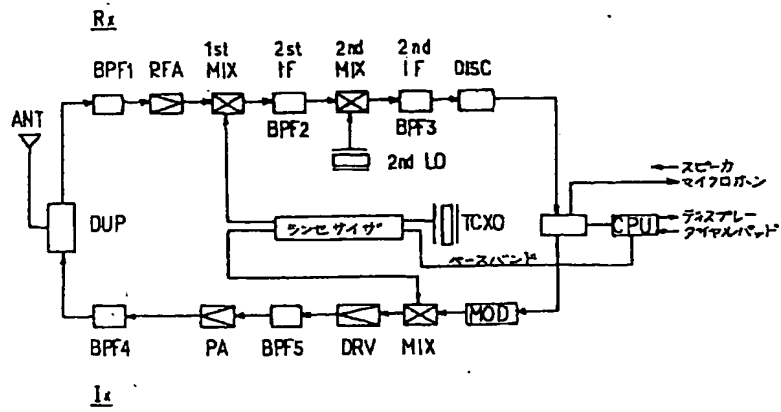 Rx
1st MIX
2st IF
2nd MIX
2nd IF
BPF1
RFA
DISC
ANT
BPF2
BPF3
2nd LO
スピーカ
マイクロホーン
DUP
ランセサイザ
TCXO
CPU
ディスプレー
ダイヤルパッド
ベースバンド
MOD
BPF4
PA
BPF5
DRV
MIX
Ix